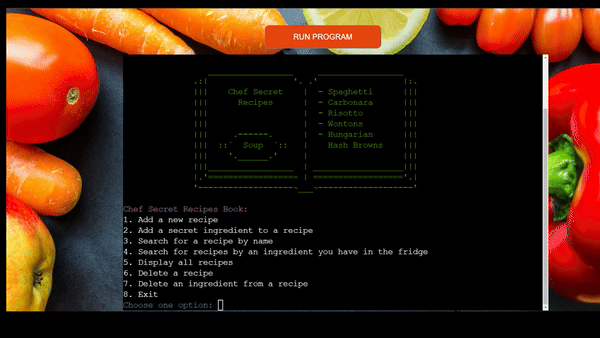 RUN PROGRAM
Chef Secret
Recipes
Soup
- Spaghetti
- Carbonara
- Risotto
- Wontons
- Hungarian
Hash Browns
Chef Secret Recipes Book:
1. Add a new recipe
2. Add a secret ingredient to a recipe
3. Search for a recipe by name
4. Search for recipes by an ingredient you have in the fridge
5. Display all recipes
6. Delete a recipe
7. Delete an ingredient from a recipe
8. Exit
Choose one option: